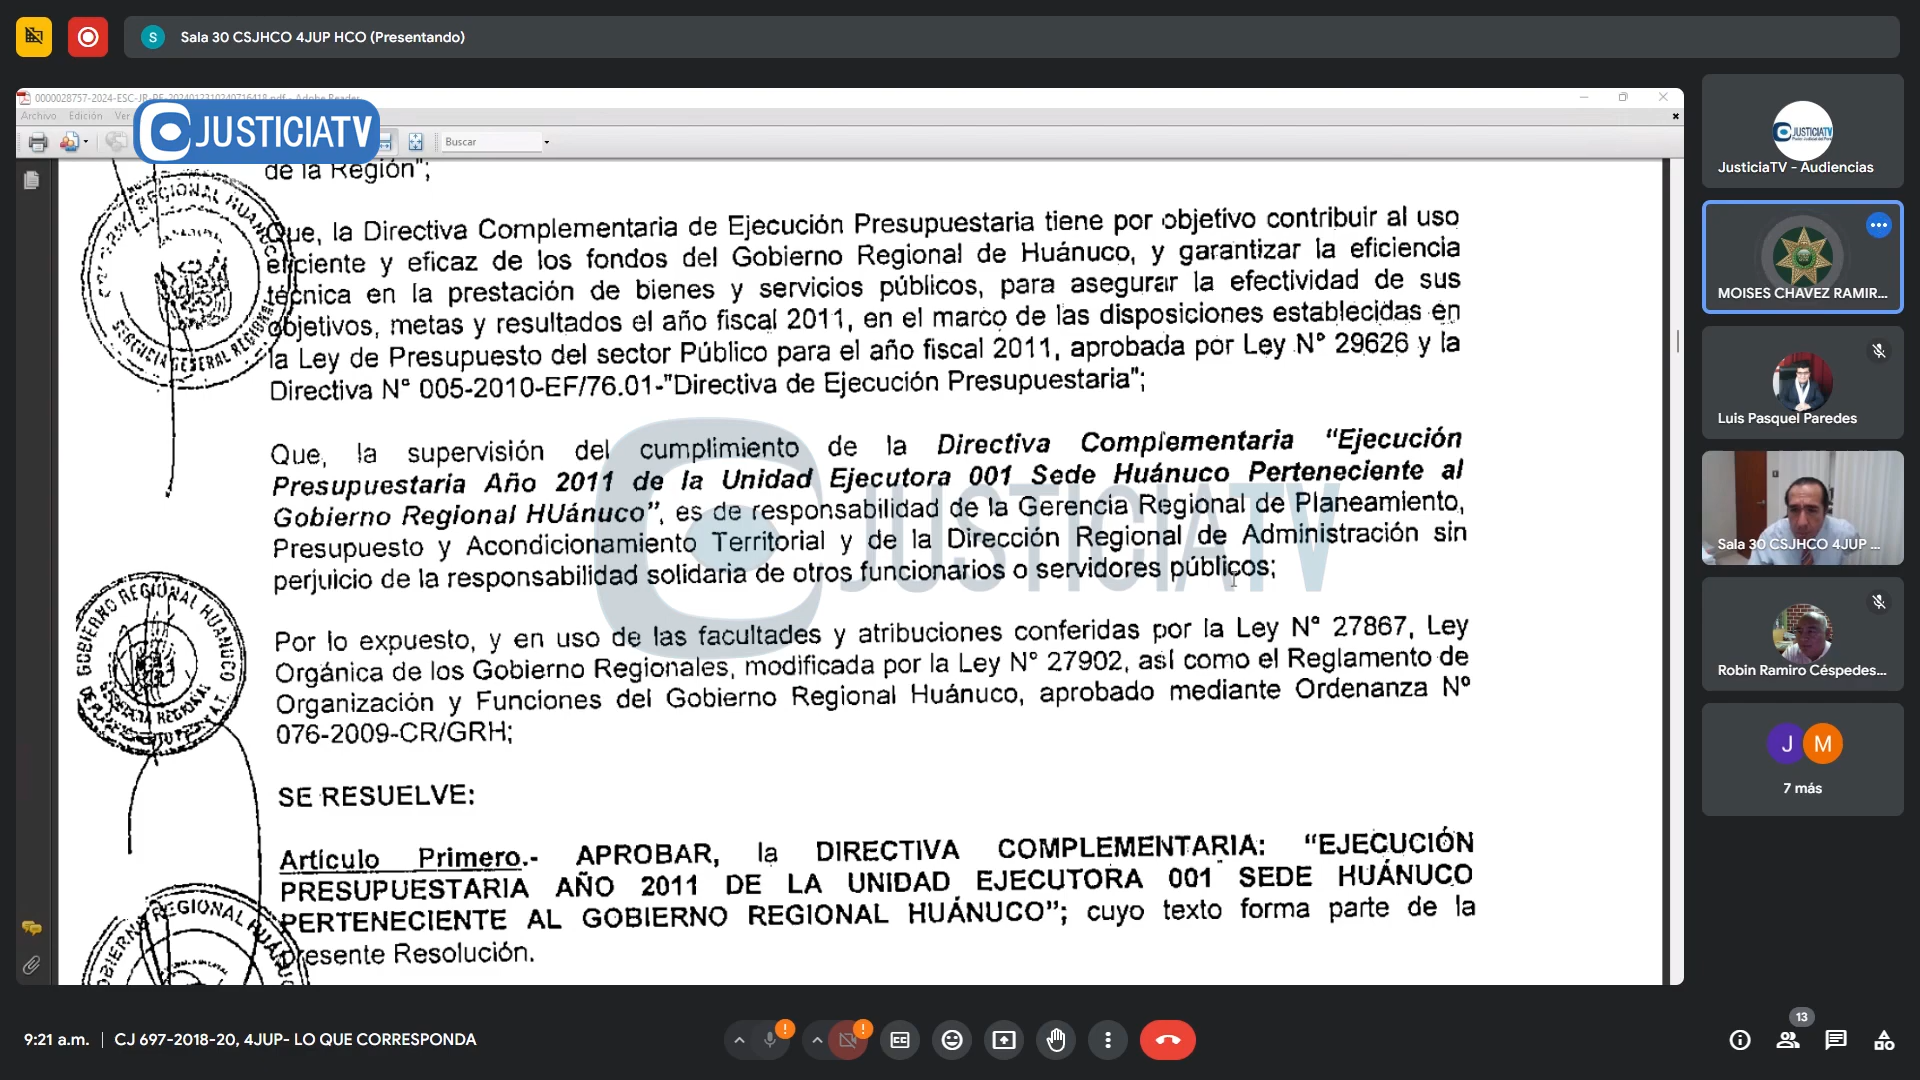 S Sala 30 CSJHCO 4JUP HCO (Presentando)
Archivo Edición Ver
JUSTICIATV
Buscar
de la Región";
Que, la Directiva Complementaria de Ejecución Presupuestaria tiene por objetivo contribuir al uso
eficiente y eficaz de los fondos del Gobierno Regional de Huánuco, y garantizar la eficiencia
técnica en la prestación de bienes y servicios públicos, para asegurar la efectividad de sus
objetivos, metas y resultados el año fiscal 2011, en el marco de las disposiciones establecidas en
la Ley de Presupuesto del sector Público para el año fiscal 2011, aprobada por Ley N° 29626 y la
Directiva N° 005-2010-EF/76.01-"Directiva de Ejecución Presupuestaria";
Que, la supervisión del cumplimiento de la Directiva Complementaria “Ejecución
Presupuestaria Año 2011 de la Unidad Ejecutora 001 Sede Huánuco Perteneciente al
Gobierno Regional HUánuco”, es de responsabilidad de la Gerencia Regional de Planeamiento,
Presupuesto y Acondicionamiento Territorial y de la Dirección Regional de Administración sin
perjuicio de la responsabilidad solidaria de otros funcionarios o servidores públicos;
JUSTICIATV
Por lo expuesto, y en uso de las facultades y atribuciones conferidas por la Ley N° 27867, Ley
Orgánica de los Gobierno Regionales, modificada por la Ley N° 27902, así como el Reglamento de
Organización y Funciones del Gobierno Regional Huánuco, aprobado mediante Ordenanza N°
076-2009-CR/GRH;
SE RESUELVE:
Artículo Primero.- APROBAR, la DIRECTIVA COMPLEMENTARIA: “EJECUCIÓN
PRESUPUESTARIA AÑO 2011 DE LA UNIDAD EJECUTORA 001 SEDE HUÁNUCO
PERTENECIENTE AL GOBIERNO REGIONAL HUÁNUCO”; cuyo texto forma parte de la
presente Resolución.
REGIONAL HUANUCO
GERENCIA GENERAL REGIONAL
GOBIERNO REGIONAL HUANUCO
JUSTICIATV
JusticiaTV - Audiencias
MOISES CHAVEZ RAMIR...
Luis Pasquel Paredes
Sala 30 CSJHCO 4JUP ...
Robin Ramiro Céspedes...
J M
7 más
9:21 a.m. | CJ 697-2018-20, 4JUP- LO QUE CORRESPONDA
13